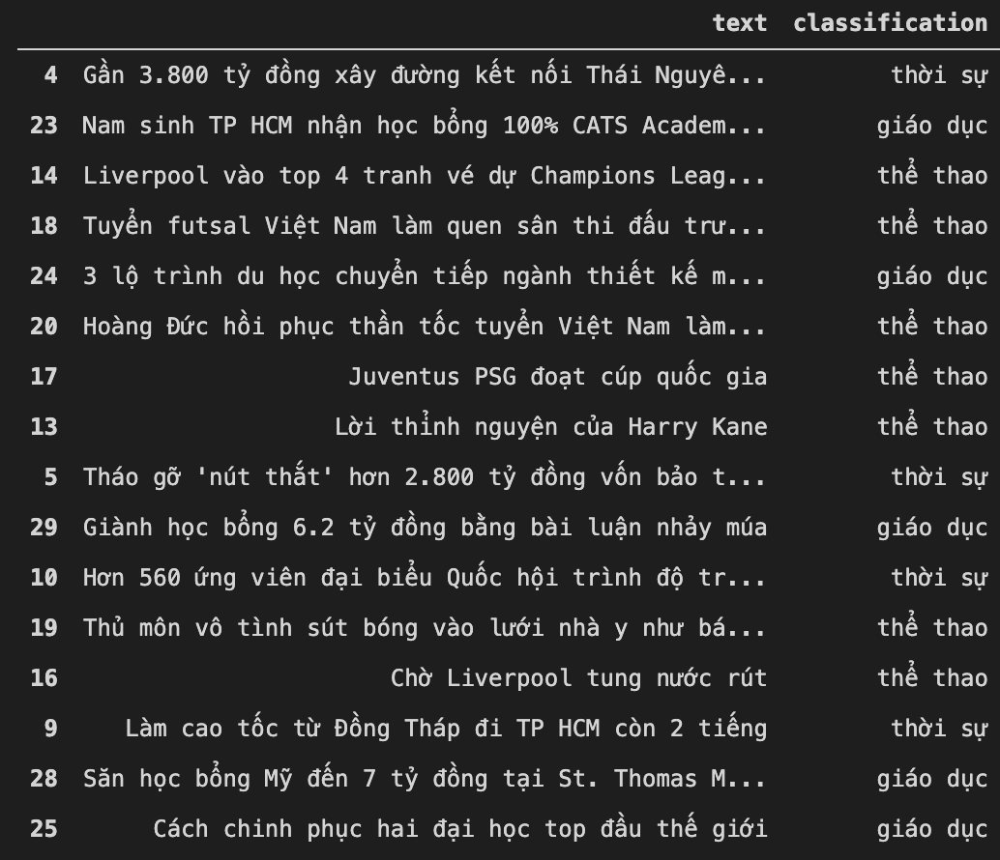 text classification
4 Gần 3.800 tỷ đồng xây đường kết nối Thái Nguyê... thời sự
23 Nam sinh TP HCM nhận học bổng 100% CATS Academ... giáo dục
14 Liverpool vào top 4 tranh vé dự Champions Leag... thể thao
18 Tuyển futsal Việt Nam làm quen sân thi đấu trư... thể thao
24 3 lộ trình du học chuyển tiếp ngành thiết kế m... giáo dục
20 Hoàng Đức hồi phục thần tốc tuyển Việt Nam làm... thể thao
17 Juventus PSG đoạt cúp quốc gia thể thao
13 Lời thỉnh nguyện của Harry Kane thể thao
5 Tháo gỡ 'nút thắt' hơn 2.800 tỷ đồng vốn bảo t... thời sự
29 Giành học bổng 6.2 tỷ đồng bằng bài luận nhảy múa giáo dục
10 Hơn 560 ứng viên đại biểu Quốc hội trình độ tr... thời sự
19 Thủ môn vô tình sút bóng vào lưới nhà y như bá... thể thao
16 Chờ Liverpool tung nước rút thể thao
9 Làm cao tốc từ Đồng Tháp đi TP HCM còn 2 tiếng thời sự
28 Săn học bổng Mỹ đến 7 tỷ đồng tại St. Thomas M... giáo dục
25 Cách chinh phục hai đại học top đầu thế giới giáo dục